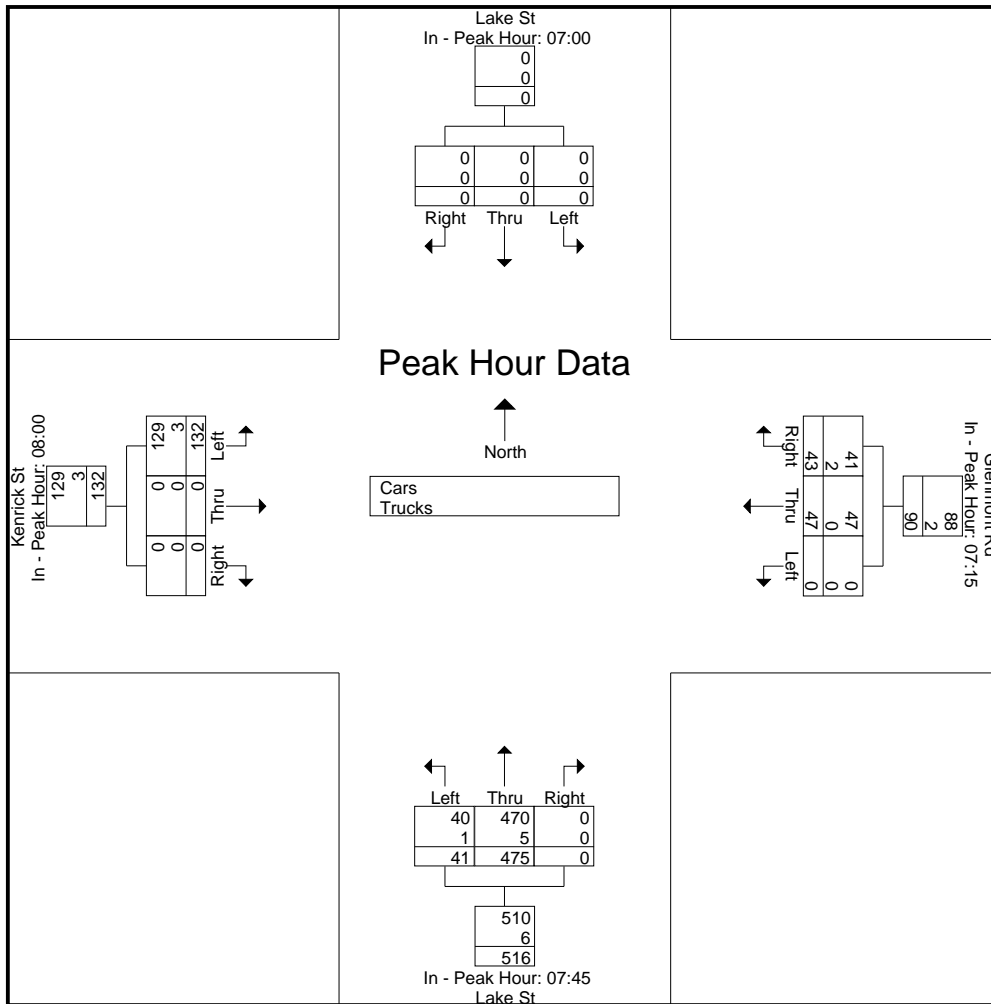 Lake St
In - Peak Hour: 07:00
0
0
0
0 0 0
0 0 0
0 0 0
Right Thru Left
Peak Hour Data
North
Cars
Trucks
Kenrick St
In - Peak Hour: 08:00
129
3
132
129 0 0
3 0 0
132 0 0
Left Thru Right
Glenmont Rd
In - Peak Hour: 07:15
88
2
90
41 47 0
2 0 0
43 47 0
Right Thru Left
Left Thru Right
40 470 0
1 5 0
41 475 0
510
6
516
In - Peak Hour: 07:45
Lake St